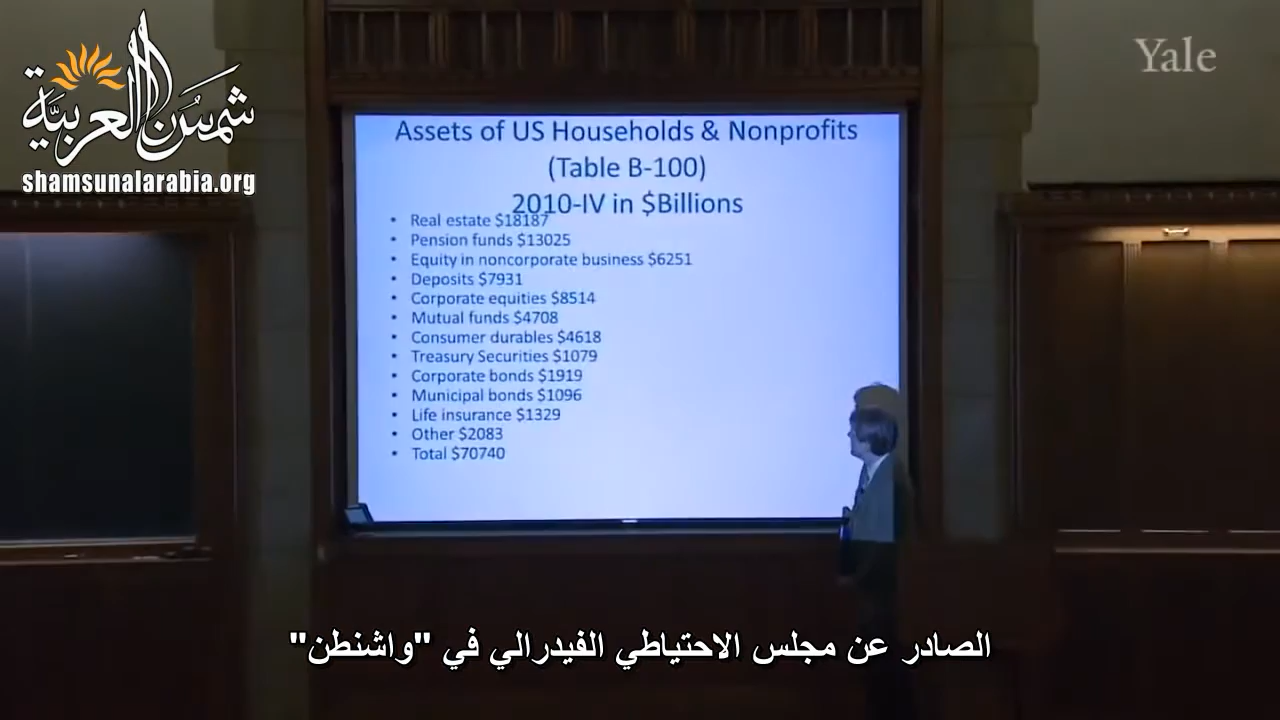 شمس العربية
shamsunalarabia.org
Yale
Assets of US Households & Nonprofits
(Table B-100)
2010-IV in $Billions
• Real estate $18187
• Pension funds $13025
• Equity in noncorporate business $6251
• Deposits $7931
• Corporate equities $8514
• Mutual funds $4708
• Consumer durables $4618
• Treasury Securities $1079
• Corporate bonds $1919
• Municipal bonds $1096
• Life insurance $1329
• Other $2083
• Total $70740
الصادر عن مجلس الاحتياطي الفيدرالي في "واشنطن"